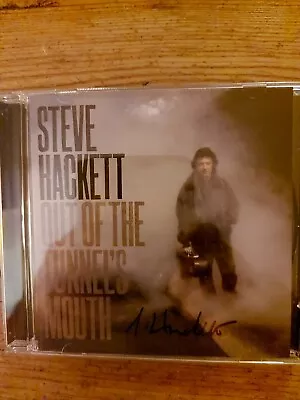 STEVE
HACKETT
OUT OF THE
TUNNEL'S
MOUTH